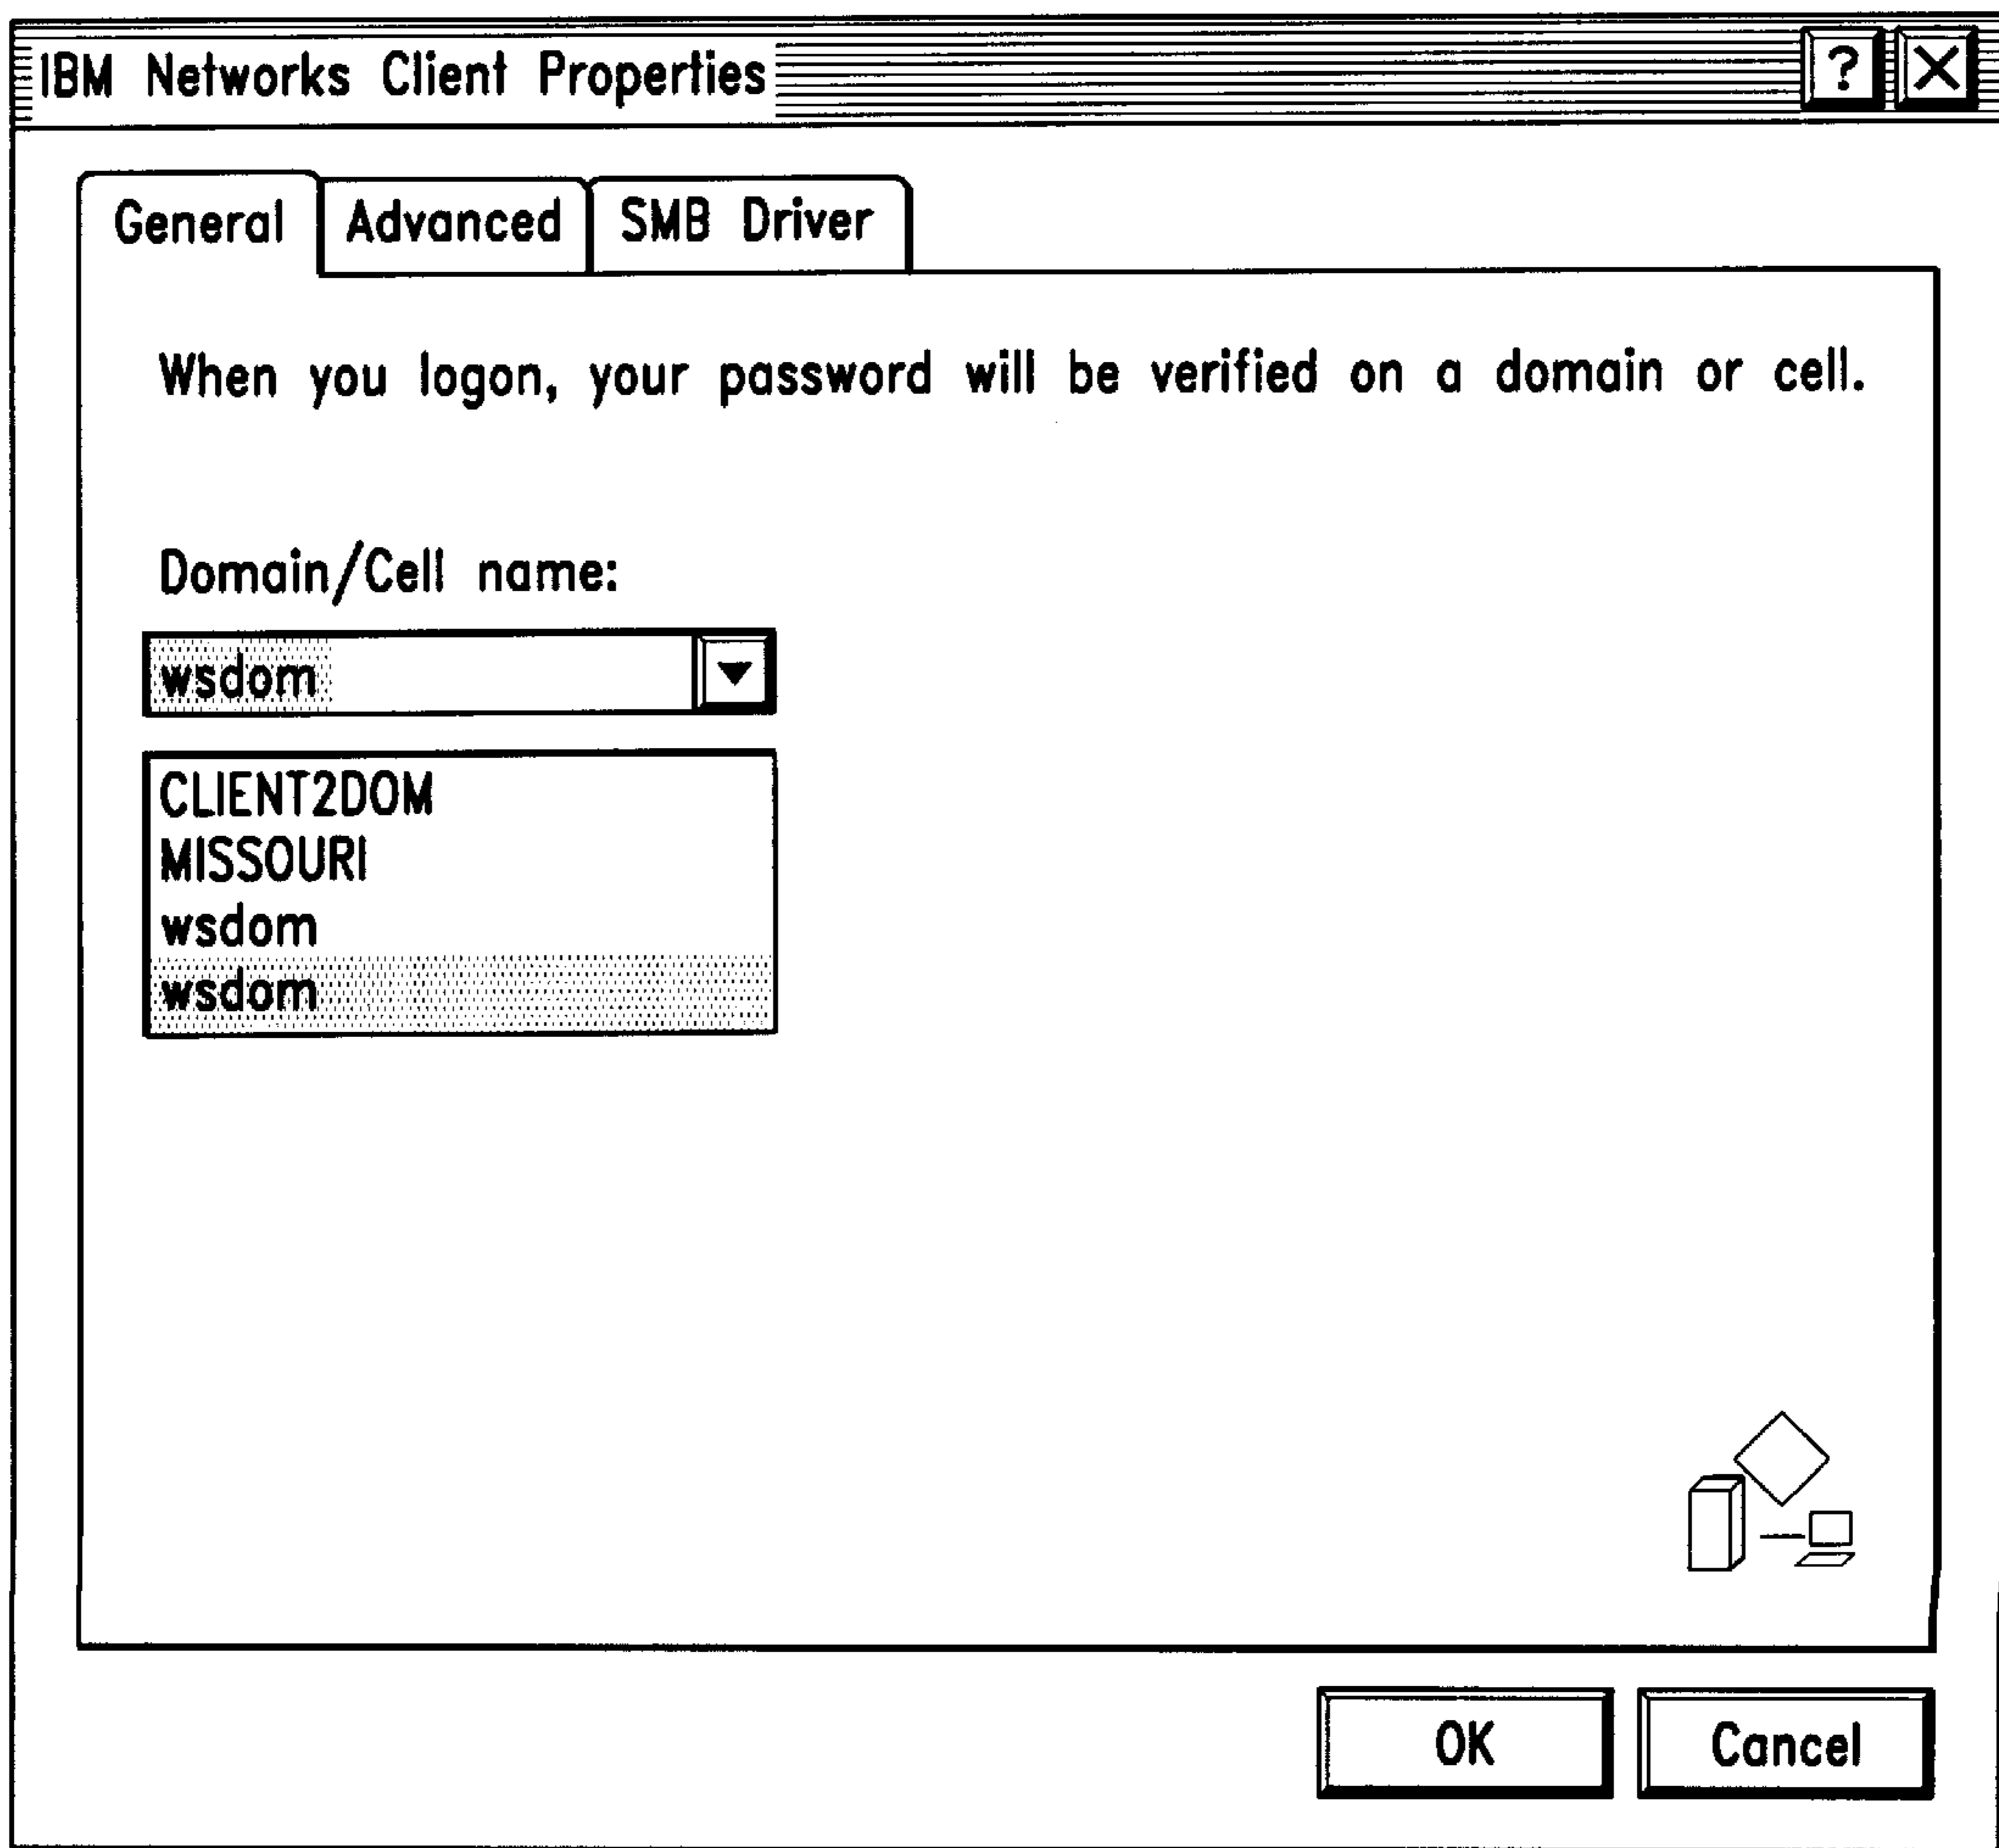 IBM Networks Client Properties ? X
General Advanced SMB Driver
When you logon, your password will be verified on a domain or cell.
Domain/Cell name:
wsdom
CLIENT2DOM
MISSOURI
wsdom
wsdom
OK Cancel